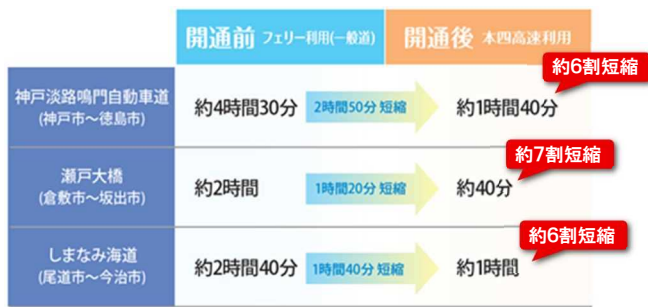 開通前 フェリー利用(一般道)
開通後 本四高速利用
約6割短縮
神戸淡路鳴門自動車道
(神戸市～徳島市)
約4時間30分
2時間50分 短縮
約1時間40分
約7割短縮
瀬戸大橋
(倉敷市～坂出市)
約2時間
1時間20分 短縮
約40分
約6割短縮
しまなみ海道
(尾道市～今治市)
約2時間40分
1時間40分 短縮
約1時間